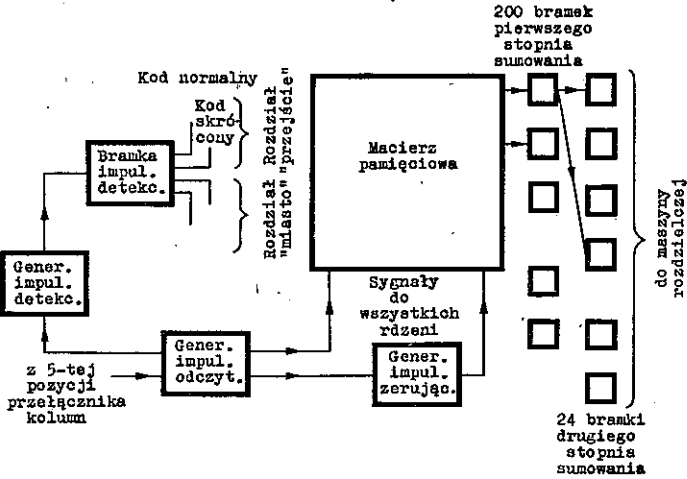 200 bramek
pierwszego
stopnia
sumowania
Kod normalny
Kod
skró-
cony
Rozdział "przejście"
Rozdział "miasto"
Bramka
impul.
detekc.
Macierz
pamięciowa
Gener.
impul.
detekc.
Sygnały
do
wszystkich
rdzeni
Gener.
impul.
odczyt.
Gener.
impul.
zerując.
z 5-tej
pozycji
przełącznika
kolumn
do maszyny
rozdzielczej
24 bramki
drugiego
stopnia
sumowania